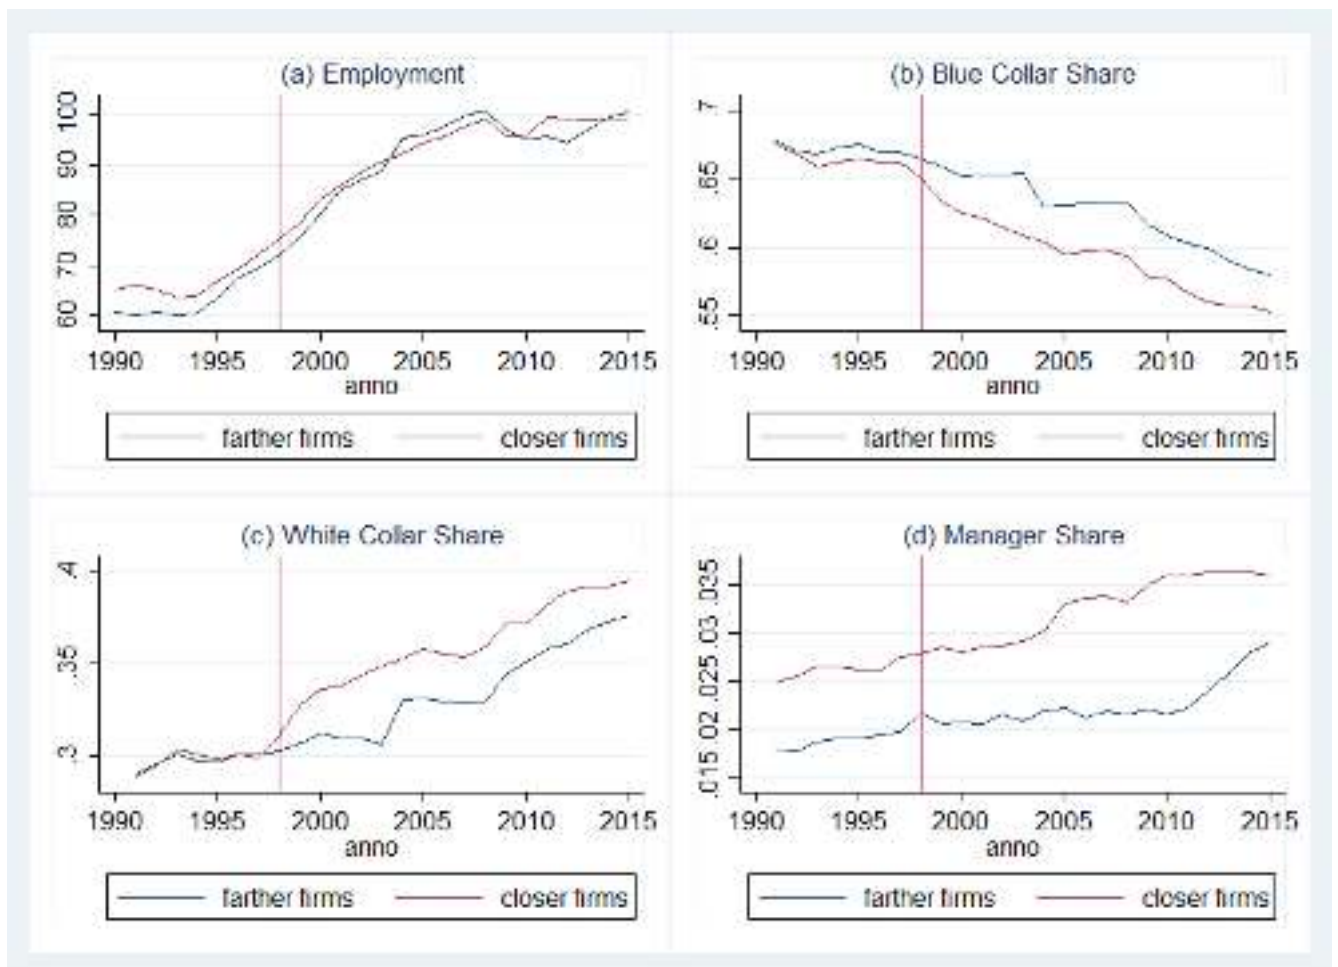 (a) Employment
100
90
80
70
60
1990 1995 2000 2005 2010 2015
anno
farther firms closer firms
(b) Blue Collar Share
.7
.65
.6
.55
1990 1995 2000 2005 2010 2015
anno
farther firms closer firms
(c) White Collar Share
.4
.35
.3
1990 1995 2000 2005 2010 2015
anno
farther firms closer firms
(d) Manager Share
.035
.03
.025
.02
.015
1990 1995 2000 2005 2010 2015
anno
farther firms closer firms